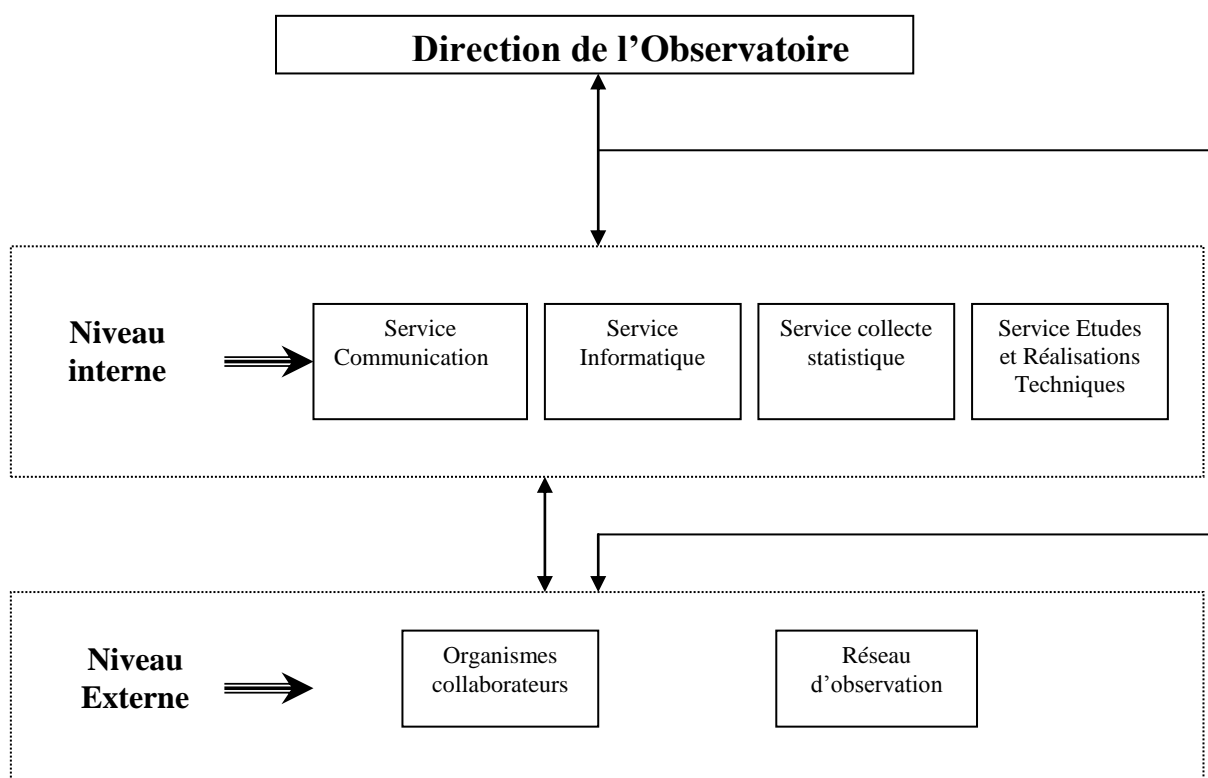 Direction de l’Observatoire
Niveau
interne
Service
Communication
Service
Informatique
Service collecte
statistique
Service Etudes
et Réalisations
Techniques
Niveau
Externe
Organismes
collaborateurs
Réseau
d’observation